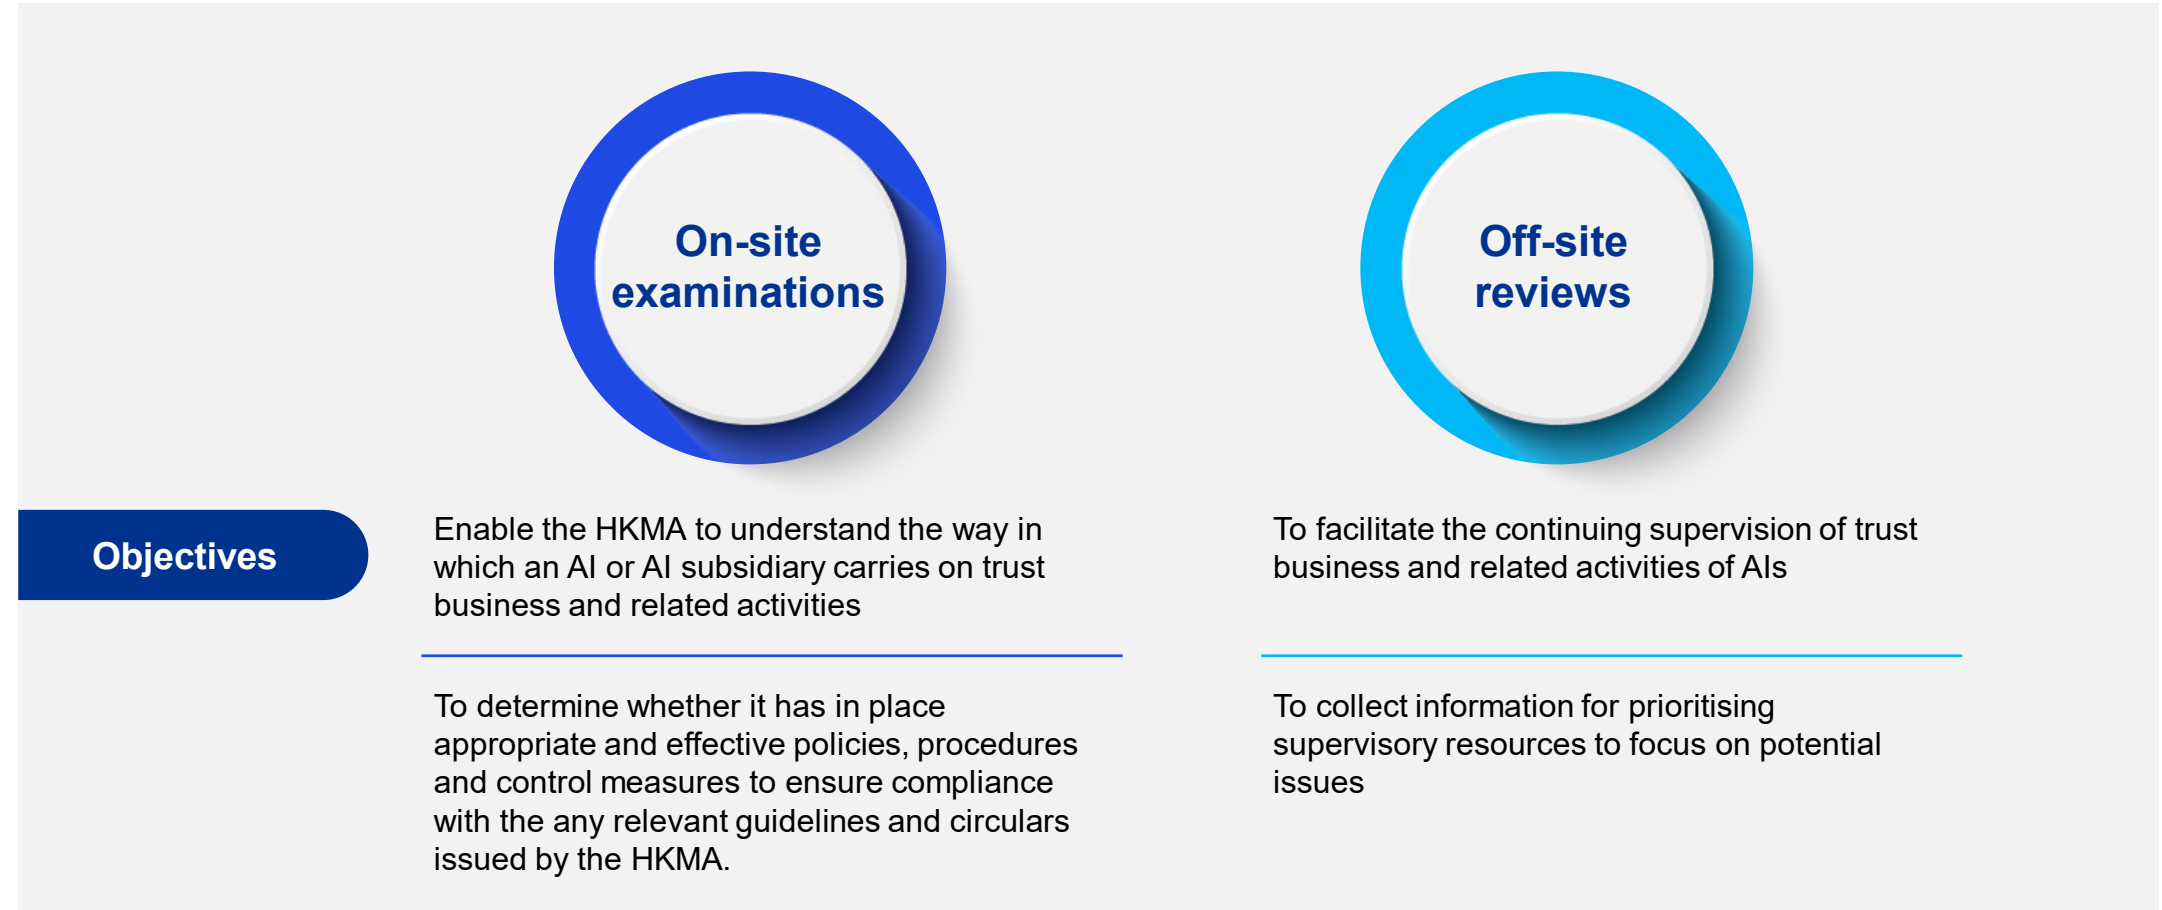 On-site
examinations
Off-site
reviews
Objectives
Enable the HKMA to understand the way in
which an AI or AI subsidiary carries on trust
business and related activities
To determine whether it has in place
appropriate and effective policies, procedures
and control measures to ensure compliance
with the any relevant guidelines and circulars
issued by the HKMA.
To facilitate the continuing supervision of trust
business and related activities of AIs
To collect information for prioritising
supervisory resources to focus on potential
issues